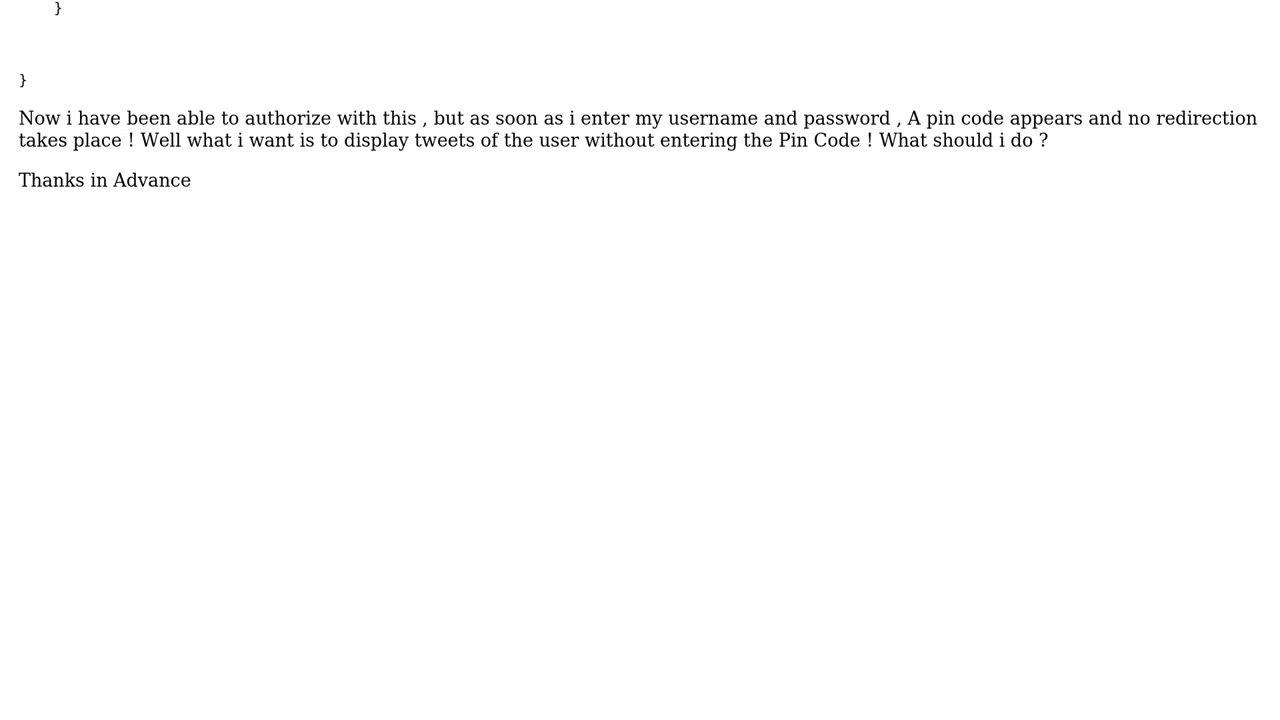 }
}
Now i have been able to authorize with this , but as soon as i enter my username and password , A pin code appears and no redirection
takes place ! Well what i want is to display tweets of the user without entering the Pin Code ! What should i do ?
Thanks in Advance